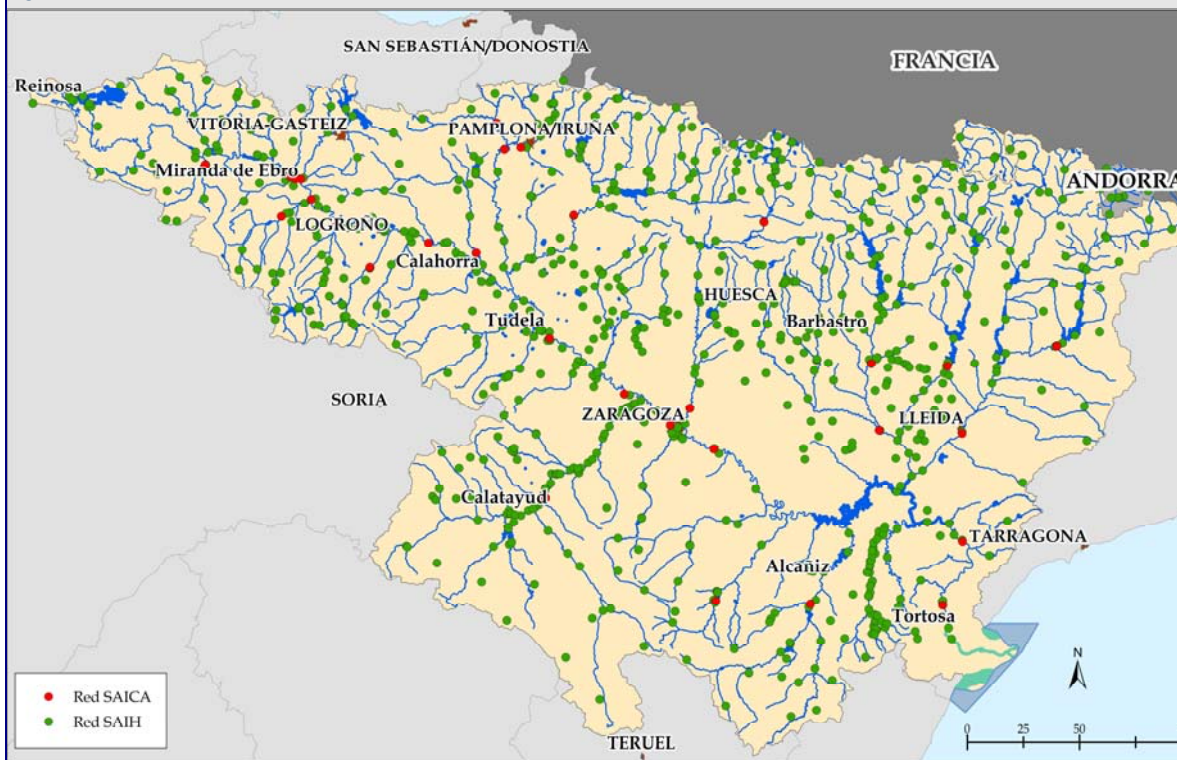 SAN SEBASTIÁN/DONOSTIA
FRANCIA
Reinosa
VITORIA-GASTEIZ
PAMPLONA/IRUNA
Miranda de Ebro
ANDORRA
LOGROÑO
Calahorra
HUESCA
Tudela
Barbastro
SORIA
ZARAGOZA
LLEIDA
Calatayud
TARRAGONA
Alcañiz
Tortosa
N
Red SAICA
Red SAIH
0 25 50
TERUEL